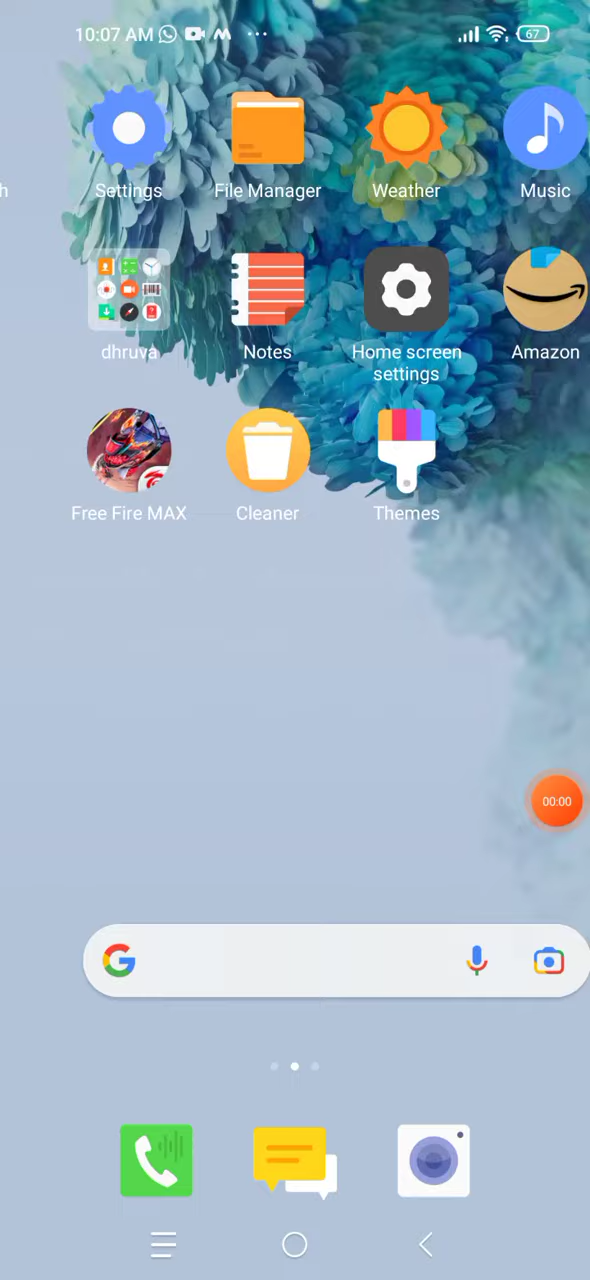 10:07 AM
67
h
Settings
File Manager
Weather
Music
dhruva
Notes
Home screen
settings
Amazon
Free Fire MAX
Cleaner
Themes
00:00